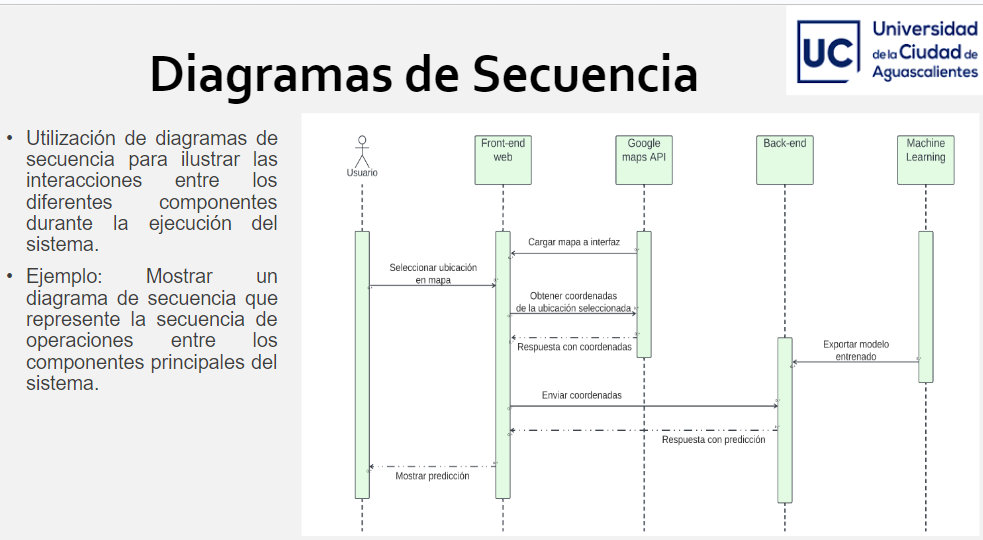 Universidad
de la Ciudad de
Aguascalientes
UC
Diagramas de Secuencia
• Utilización de diagramas de
secuencia para ilustrar las
interacciones entre los
diferentes componentes
durante la ejecución del
sistema.
• Ejemplo: Mostrar un
diagrama de secuencia que
represente la secuencia de
operaciones entre los
componentes principales del
sistema.
Usuario
Front-end
web
Google
maps API
Back-end
Machine
Learning
Cargar mapa a interfaz
Seleccionar ubicación
en mapa
Obtener coordenadas
de la ubicación seleccionada
Respuesta con coordenadas
Exportar modelo
entrenado
Enviar coordenadas
Respuesta con predicción
Mostrar predicción